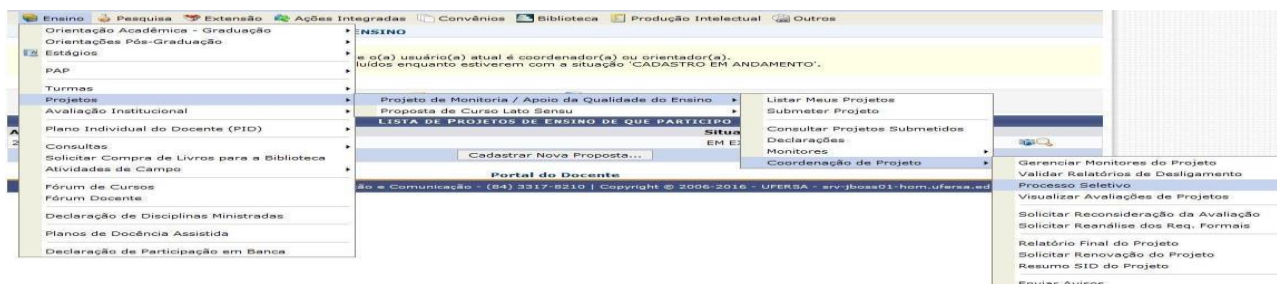 Ensino Pesquisa Extensão Ações Integradas Convênios Biblioteca Produção Intelectual Outros
Orientação Acadêmica - Graduação
Orientações Pós-Graduação
Estágios
PAP
Turmas
Projetos
Avaliação Institucional
Plano Individual do Docente (PID)
Consultas
Solicitar Compra de Livros para a Biblioteca
Atividades de Campo
Fórum de Cursos
Fórum Docente
Declaração de Disciplinas Ministradas
Planos de Docência Assistida
Declaração de Participação em Banca
ENSINO
e o(a) usuário(a) atual é coordenador(a) ou orientador(a).
luídos enquanto estiverem com a situação 'CADASTRO EM ANDAMENTO'.
Projeto de Monitoria / Apoio da Qualidade do Ensino
Proposta de Curso Lato Sensu
LISTA DE PROJETOS DE ENSINO DE QUE PARTICIPO
Situa
EM E
Cadastrar Nova Proposta...
Portal do Docente
ão e Comunicação - (84) 3317-8210 | Copyright © 2006-2016 - UFERSA - srv-jboss01-hom.ufersa.ed
Listar Meus Projetos
Submeter Projeto
Consultar Projetos Submetidos
Declarações
Monitores
Coordenação de Projeto
Gerenciar Monitores do Projeto
Validar Relatórios de Desligamento
Processo Seletivo
Visualizar Avaliações de Projetos
Solicitar Reconsideração da Avaliação
Solicitar Reanálise dos Req. Formais
Relatório Final do Projeto
Solicitar Renovação do Projeto
Resumo SID do Projeto
Enviar Avisos